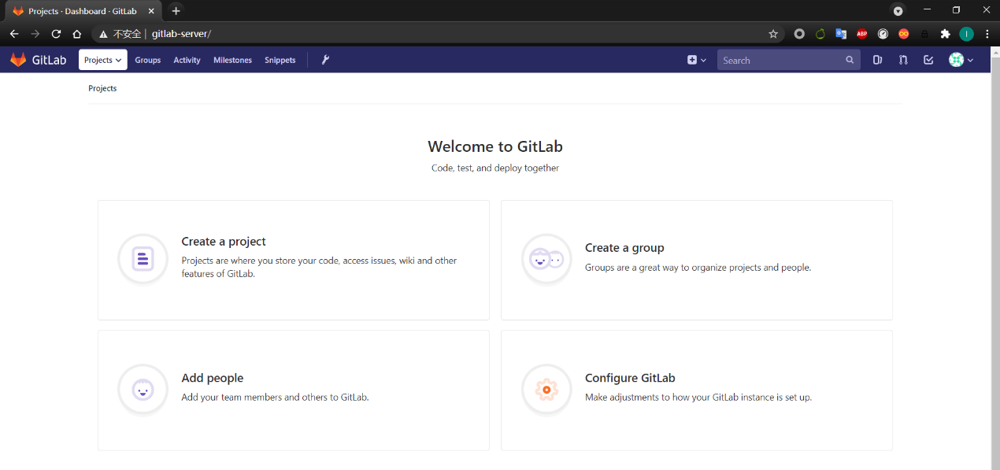 Projects · Dashboard · GitLab
不安全 | gitlab-server/
ABP
I
GitLab Projects Groups Activity Milestones Snippets Search
Projects
Welcome to GitLab
Code, test, and deploy together
Create a project
Projects are where you store your code, access issues, wiki and other
features of GitLab.
Create a group
Groups are a great way to organize projects and people.
Add people
Add your team members and others to GitLab.
Configure GitLab
Make adjustments to how your GitLab instance is set up.